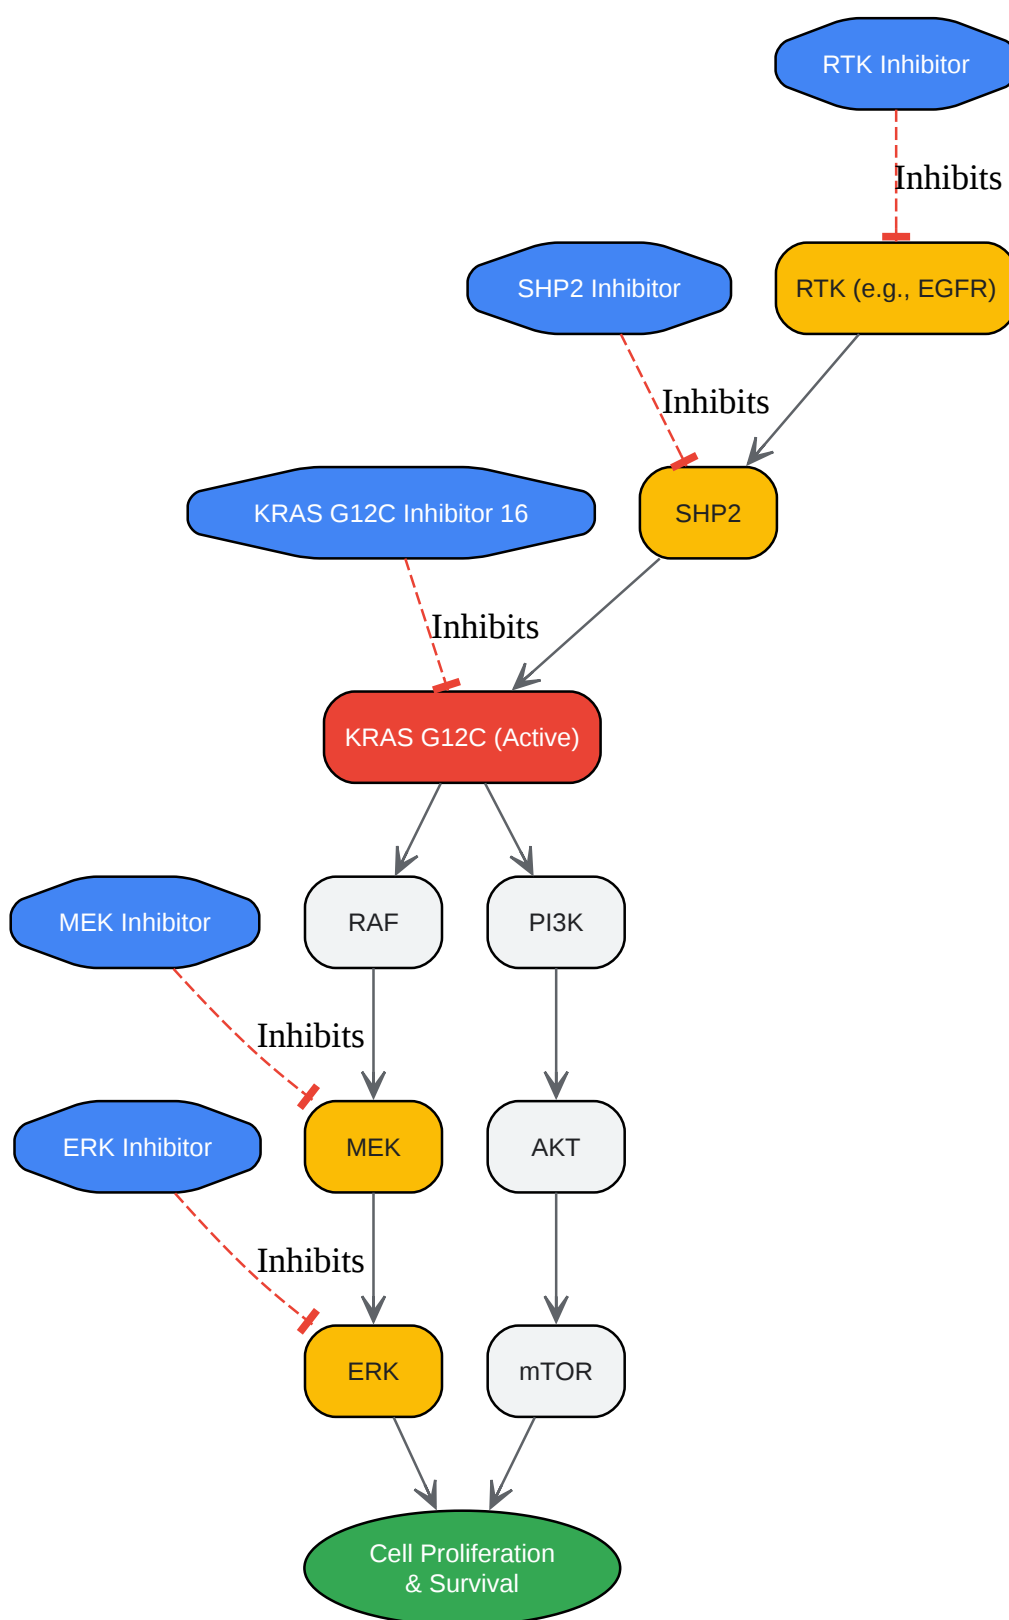 RTK Inhibitor
Inhibits
SHP2 Inhibitor
RTK (e.g., EGFR)
Inhibits
KRAS G12C Inhibitor 16
SHP2
Inhibits
KRAS G12C (Active)
MEK Inhibitor
RAF
PI3K
Inhibits
ERK Inhibitor
MEK
AKT
Inhibits
ERK
mTOR
Cell Proliferation
& Survival